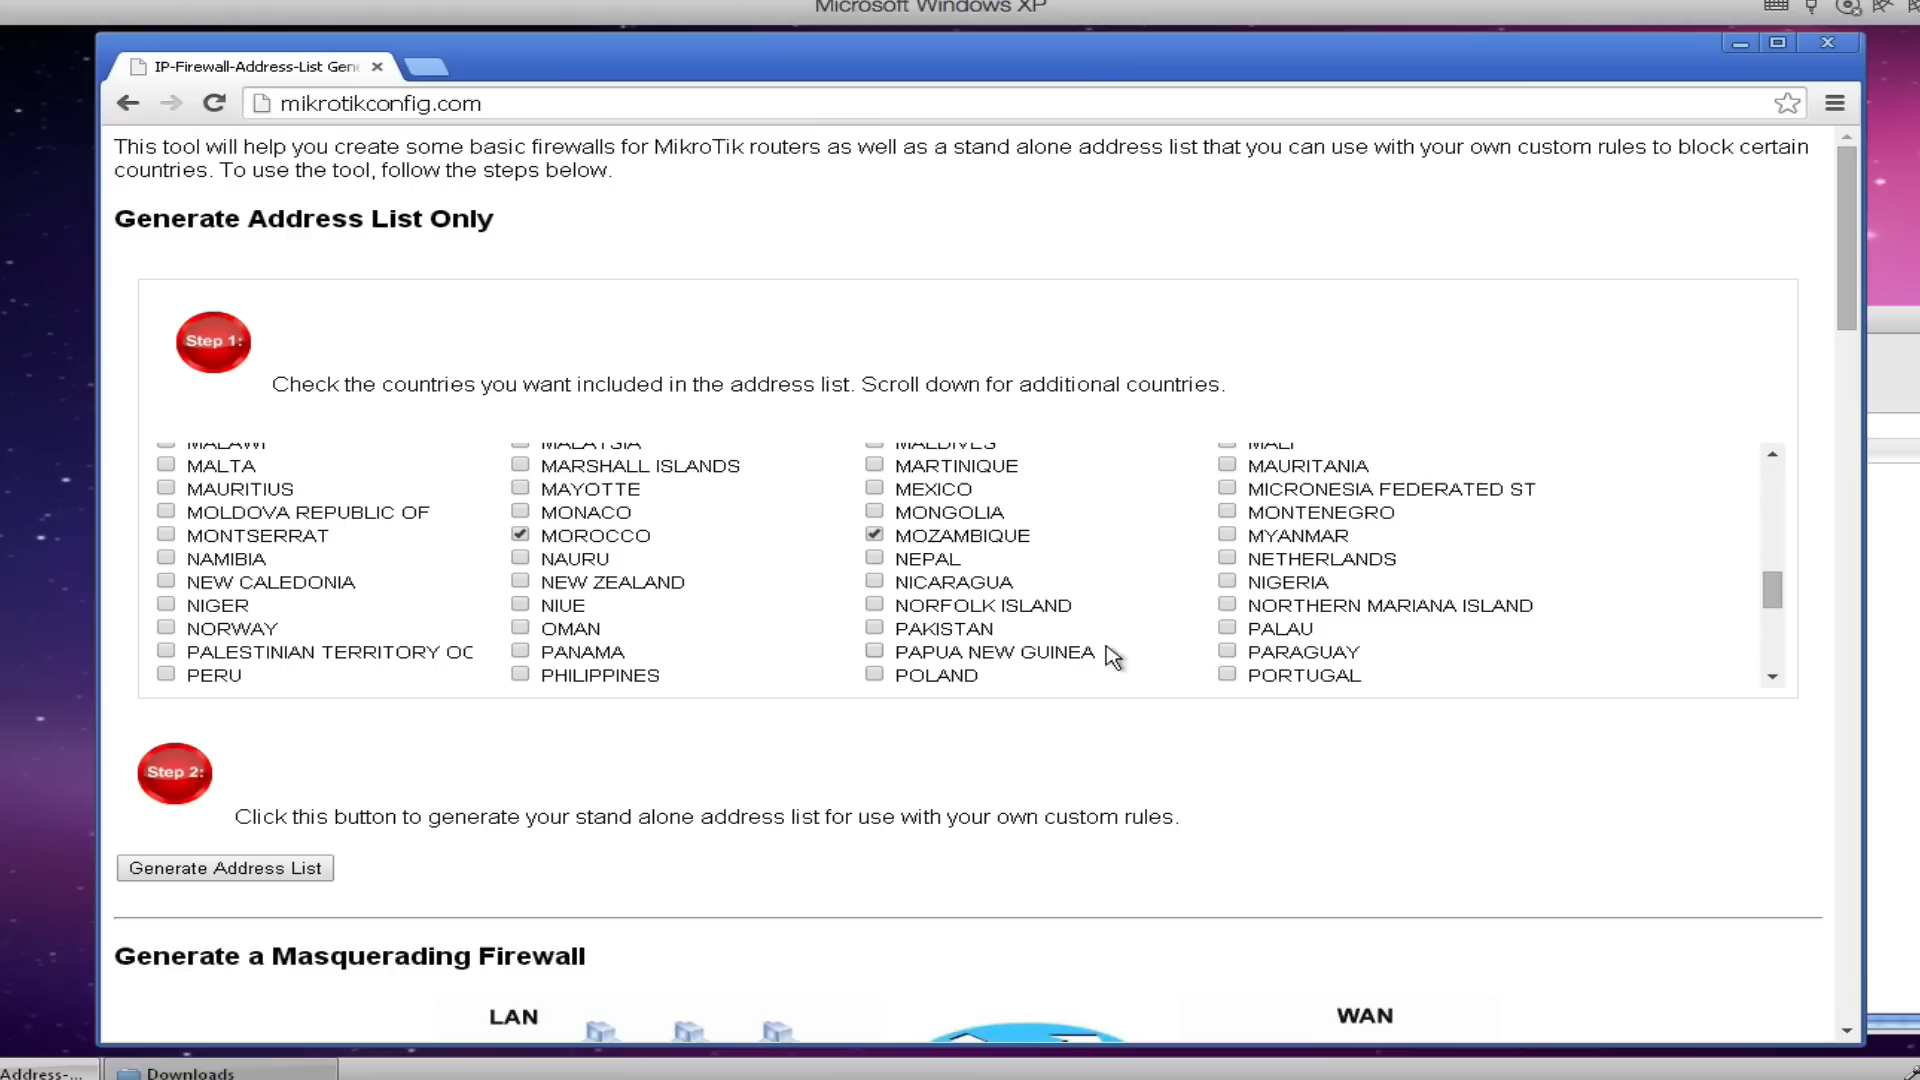 Microsoft Windows XP
IP-Firewall-Address-List Gene
mikrotikconfig.com
This tool will help you create some basic firewalls for MikroTik routers as well as a stand alone address list that you can use with your own custom rules to block certain
countries. To use the tool, follow the steps below.
Generate Address List Only
Step 1:
Check the countries you want included in the address list. Scroll down for additional countries.
MALAWI MALAYSIA MALDIVES MALI
MALTA MARSHALL ISLANDS MARTINIQUE MAURITANIA
MAURITIUS MAYOTTE MEXICO MICRONESIA FEDERATED ST
MOLDOVA REPUBLIC OF MONACO MONGOLIA MONTENEGRO
MONTSERRAT MOROCCO MOZAMBIQUE MYANMAR
NAMIBIA NAURU NEPAL NETHERLANDS
NEW CALEDONIA NEW ZEALAND NICARAGUA NIGERIA
NIGER NIUE NORFOLK ISLAND NORTHERN MARIANA ISLAND
NORWAY OMAN PAKISTAN PALAU
PALESTINIAN TERRITORY OC PANAMA PAPUA NEW GUINEA PARAGUAY
PERU PHILIPPINES POLAND PORTUGAL
Step 2:
Click this button to generate your stand alone address list for use with your own custom rules.
Generate Address List
Generate a Masquerading Firewall
LAN WAN
Address-... Downloads